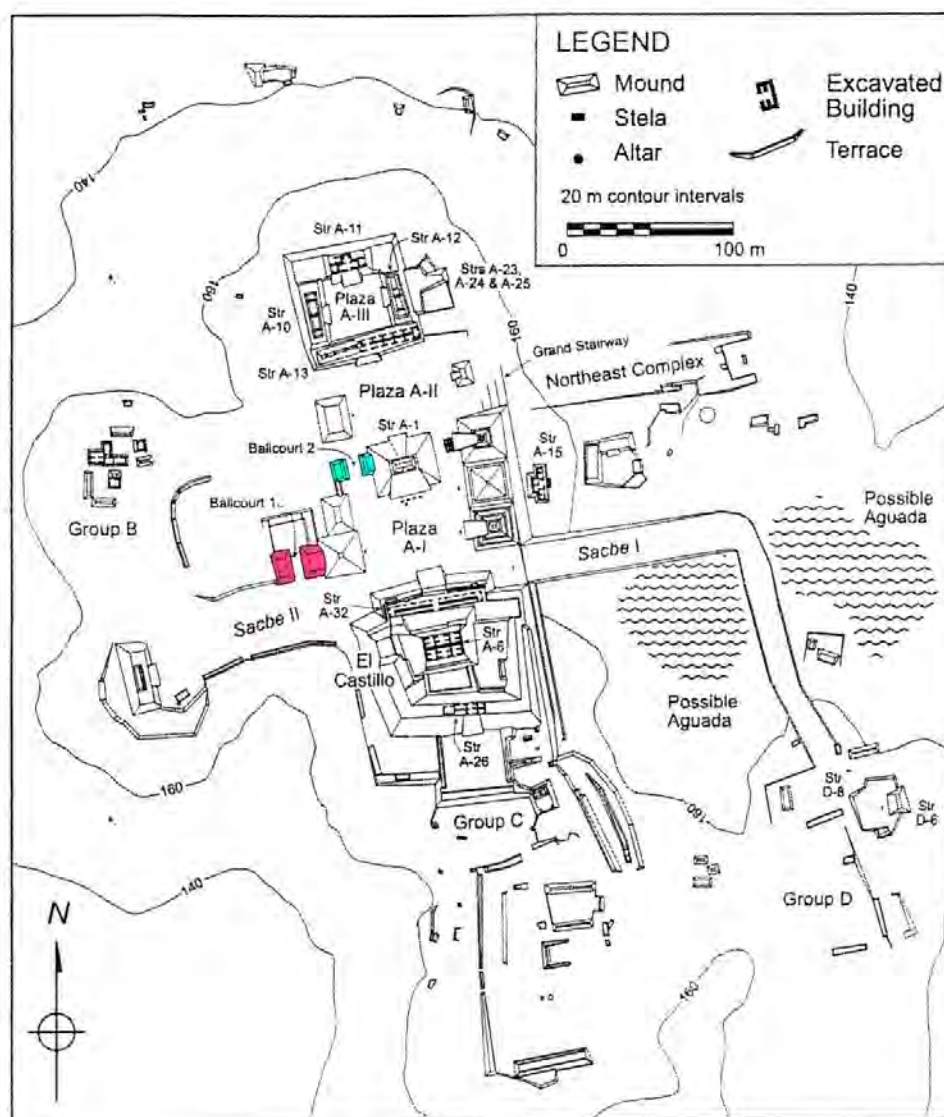 LEGEND
Mound
Stela
Altar
Excavated
Building
Terrace
20 m contour intervals
0 100 m
140
Str A-11
Str A-12
Strs A-23,
A-24 & A-25
Plaza
A-III
Str
A-10
160
140
160
Str A-13
Grand Stairway
Northeast Complex
Plaza A-II
Str A-1
Ballcourt 2
Str
A-15
Ballcourt 1
Group B
Plaza
A-I
Possible
Aguada
Sacbe I
Str
A-32
Sacbe II
Str
A-6
El
Castillo
Possible
Aguada
Str
A-26
160
160
Str
D-8
Str
D-6
Group C
140
Group D
N
160